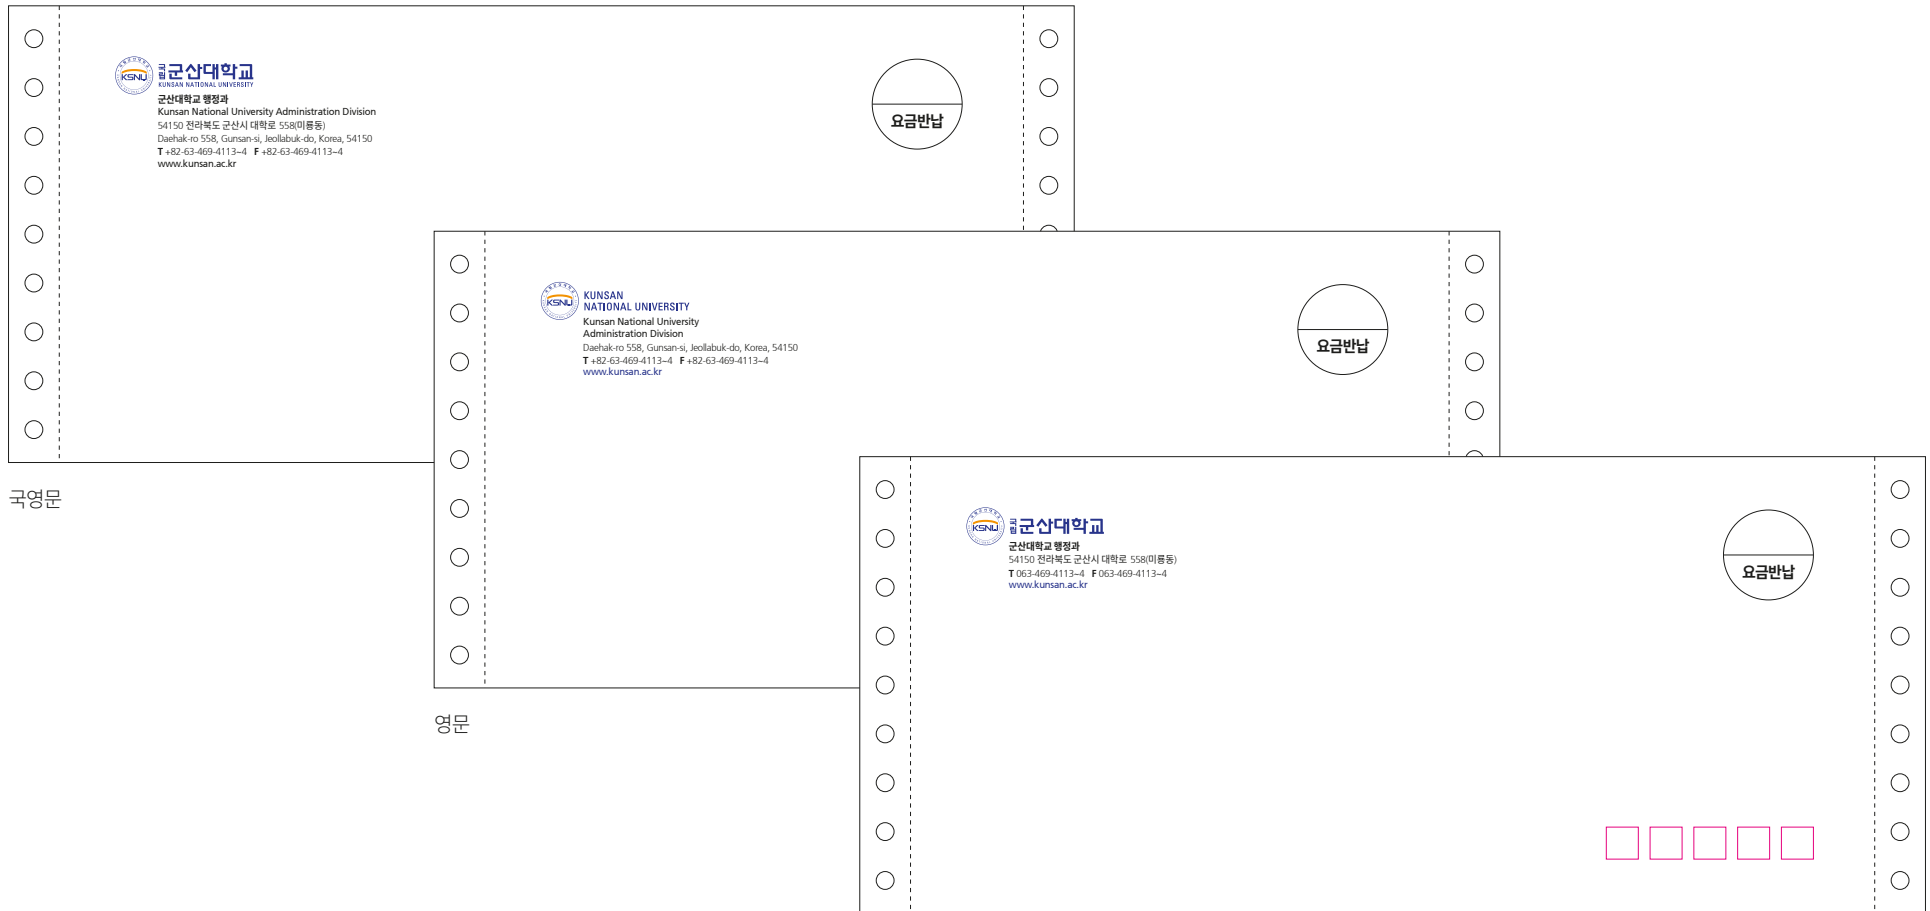 KSNU 국립 군산대학교
KUNSAN NATIONAL UNIVERSITY
군산대학교 행정과
Kunsan National University Administration Division
54150 전라북도 군산시 대학로 558(미룡동)
Daehak-ro 558, Gunsan-si, Jeollabuk-do, Korea, 54150
T +82-63-469-4113~4 F +82-63-469-4113~4
www.kunsan.ac.kr
요금반납
국영문
KSNU KUNSAN
NATIONAL UNIVERSITY
Kunsan National University
Administration Division
Daehak-ro 558, Gunsan-si, Jeollabuk-do, Korea, 54150
T +82-63-469-4113~4 F +82-63-469-4113~4
www.kunsan.ac.kr
요금반납
영문
KSNU 국립 군산대학교
군산대학교 행정과
54150 전라북도 군산시 대학로 558(미룡동)
T 063-469-4113~4 F 063-469-4113~4
www.kunsan.ac.kr
요금반납